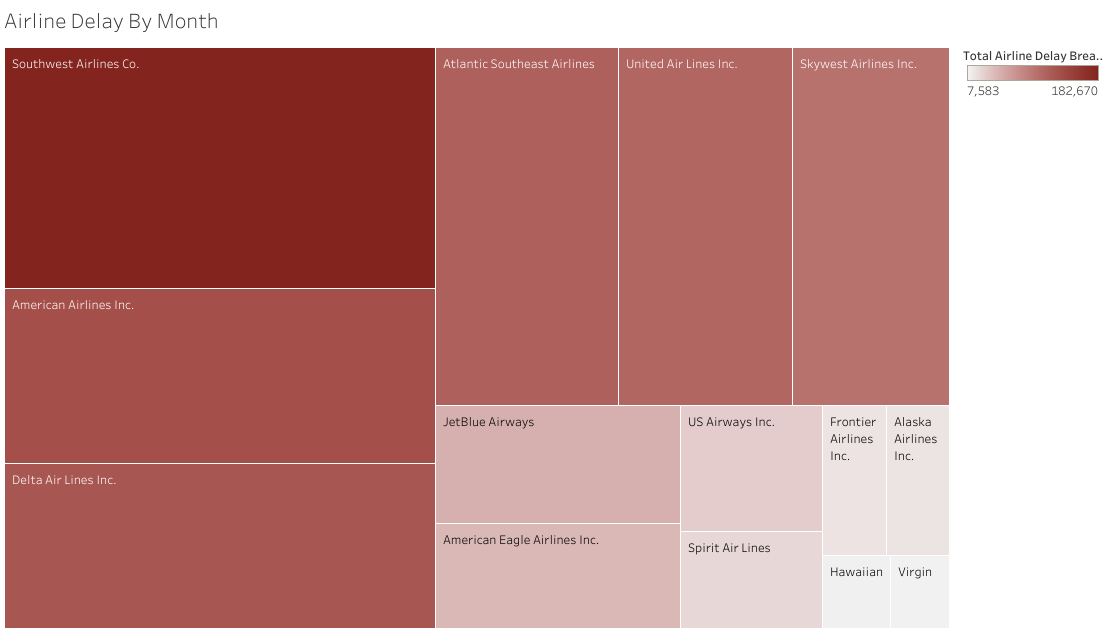 Airline Delay By Month
Southwest Airlines Co.
Atlantic Southeast Airlines
United Air Lines Inc.
Skywest Airlines Inc.
Total Airline Delay Brea..
7,583
182,670
American Airlines Inc.
Delta Air Lines Inc.
JetBlue Airways
US Airways Inc.
Frontier
Airlines
Inc.
Alaska
Airlines
Inc.
American Eagle Airlines Inc.
Spirit Air Lines
Hawaiian
Virgin